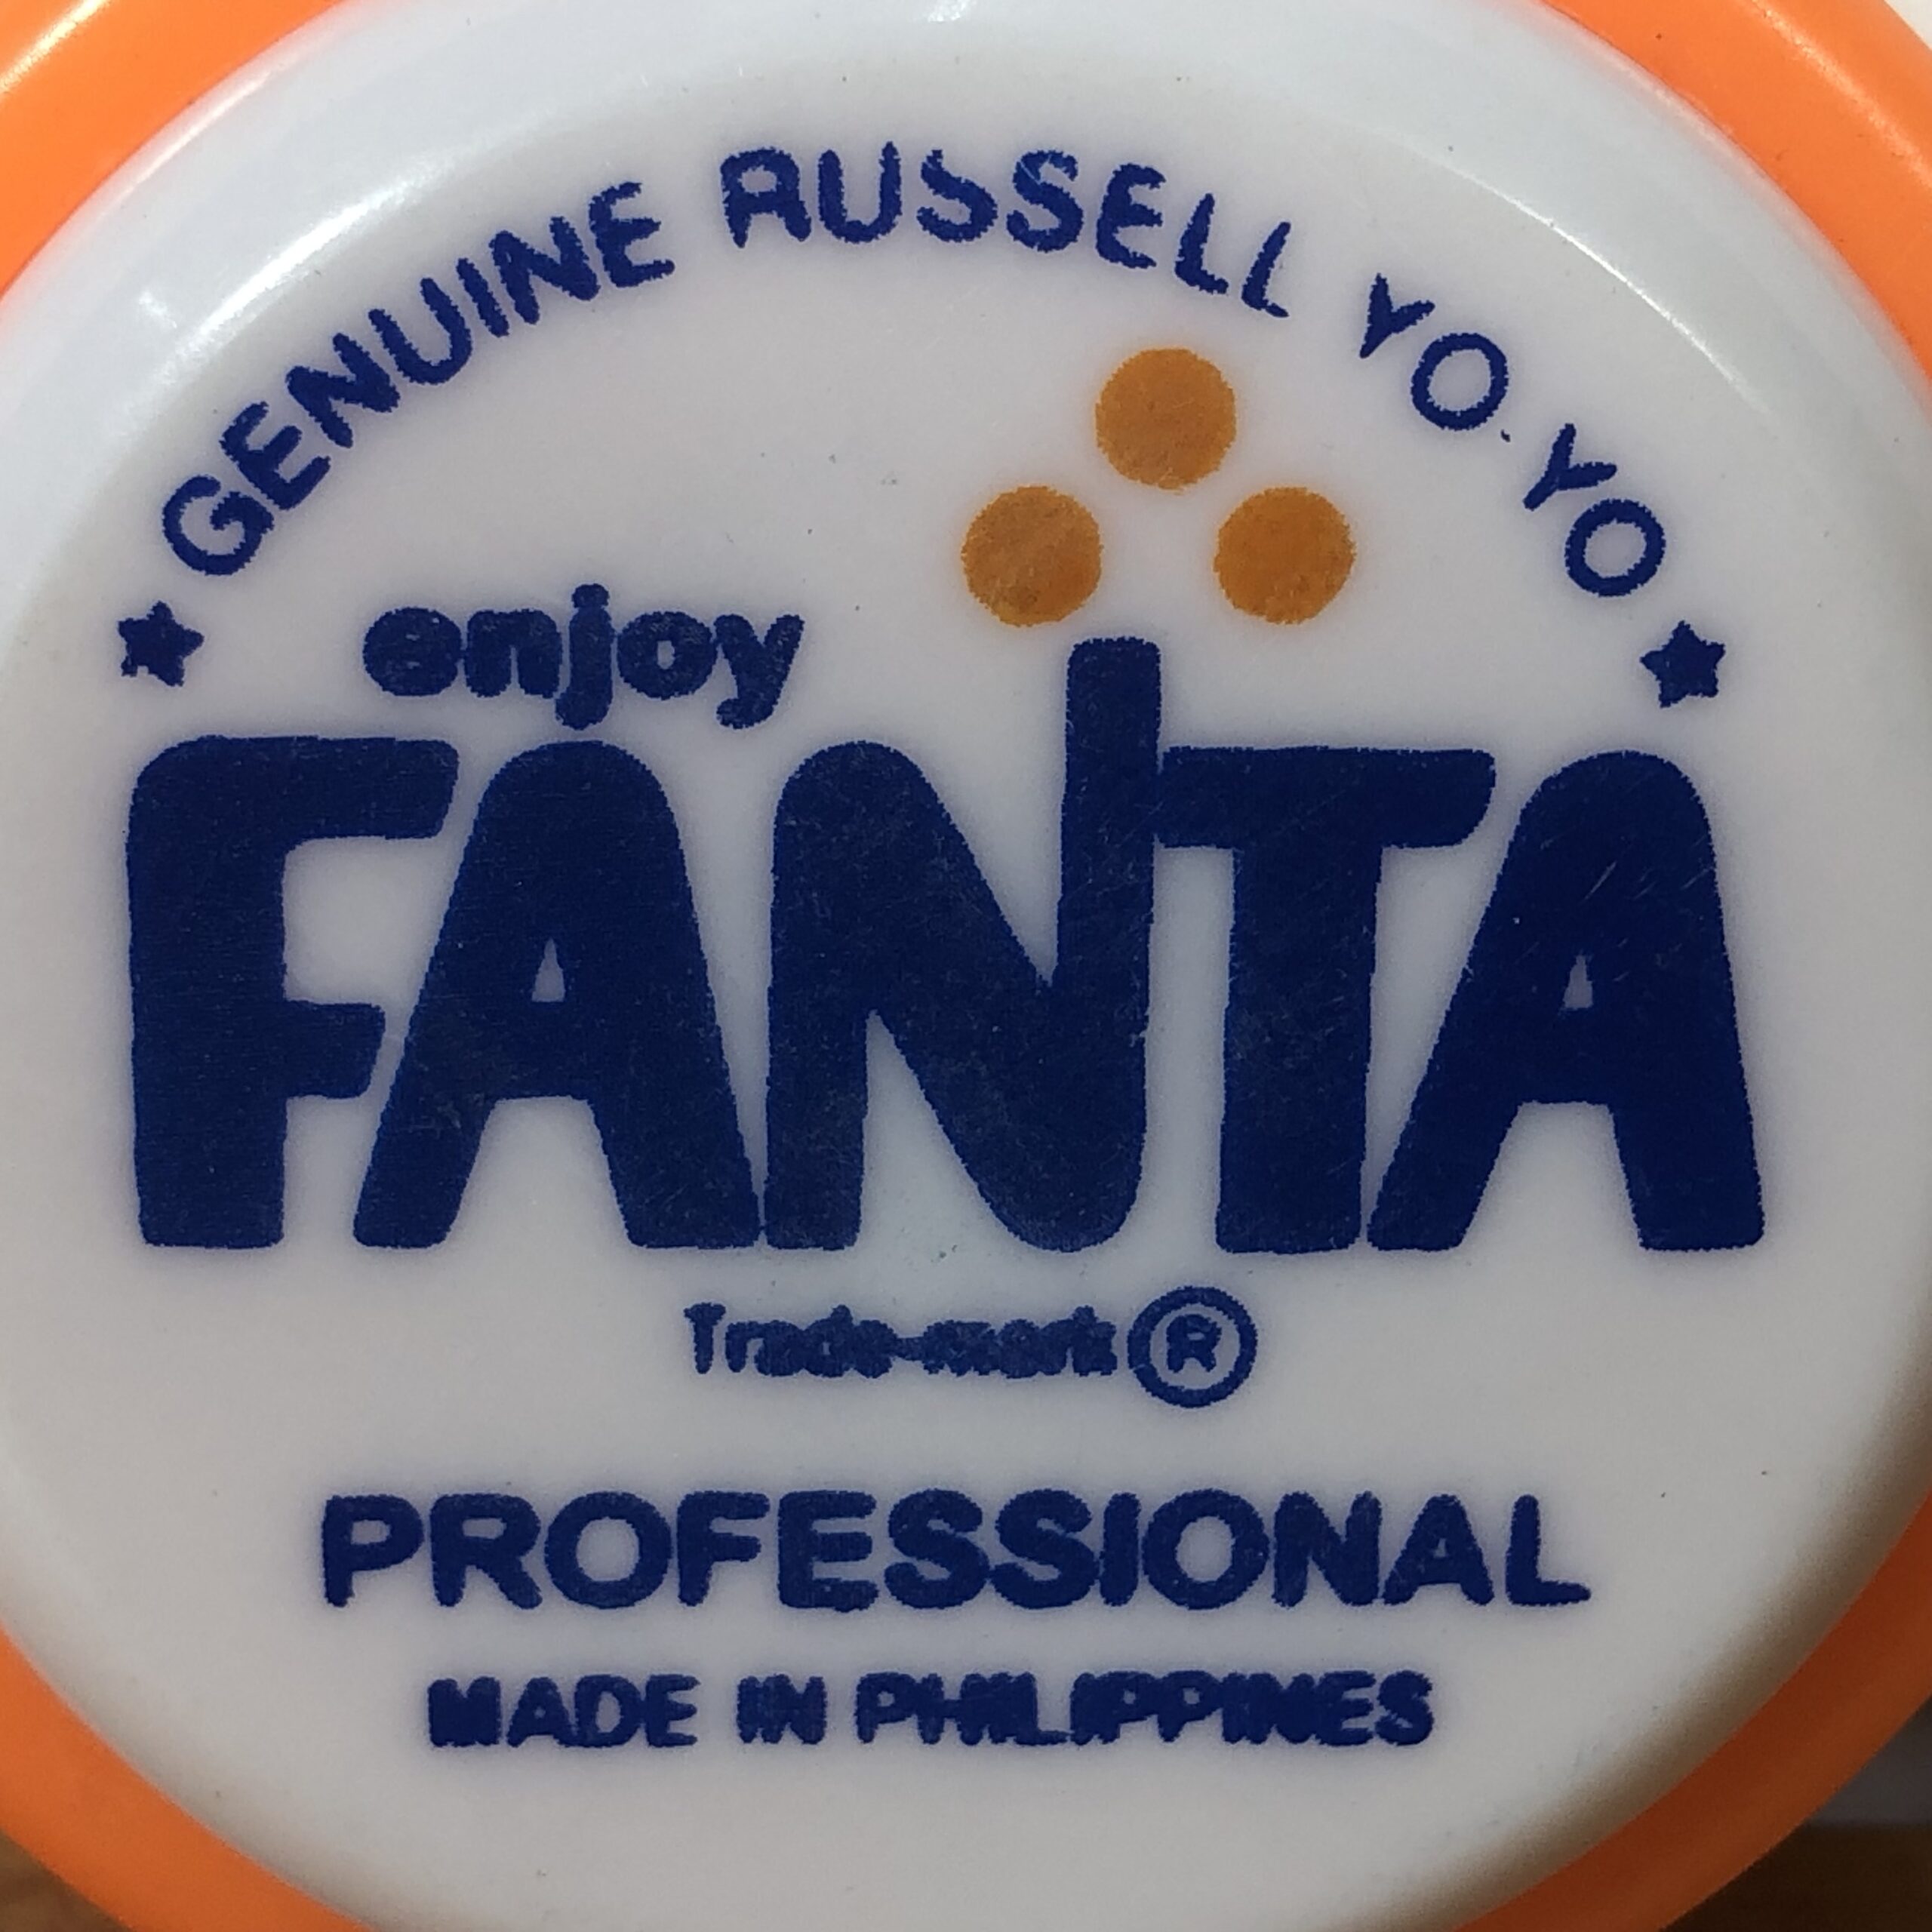 GENUINE RUSSELL YO-YO
enjoy
FANTA
Trade-mark ®
PROFESSIONAL
MADE IN PHILIPPINES